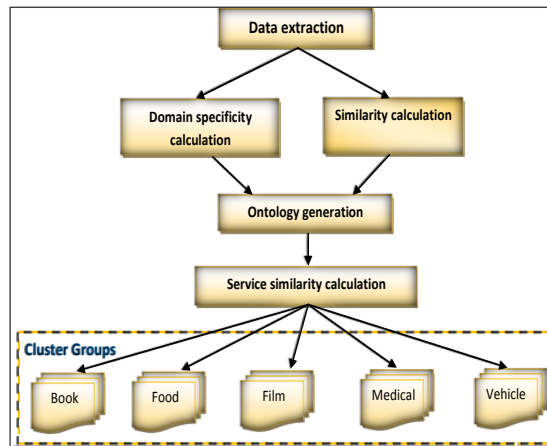 Data extraction
Domain specificity
calculation
Similarity calculation
Ontology generation
Service similarity calculation
Cluster Groups
Book
Food
Film
Medical
Vehicle